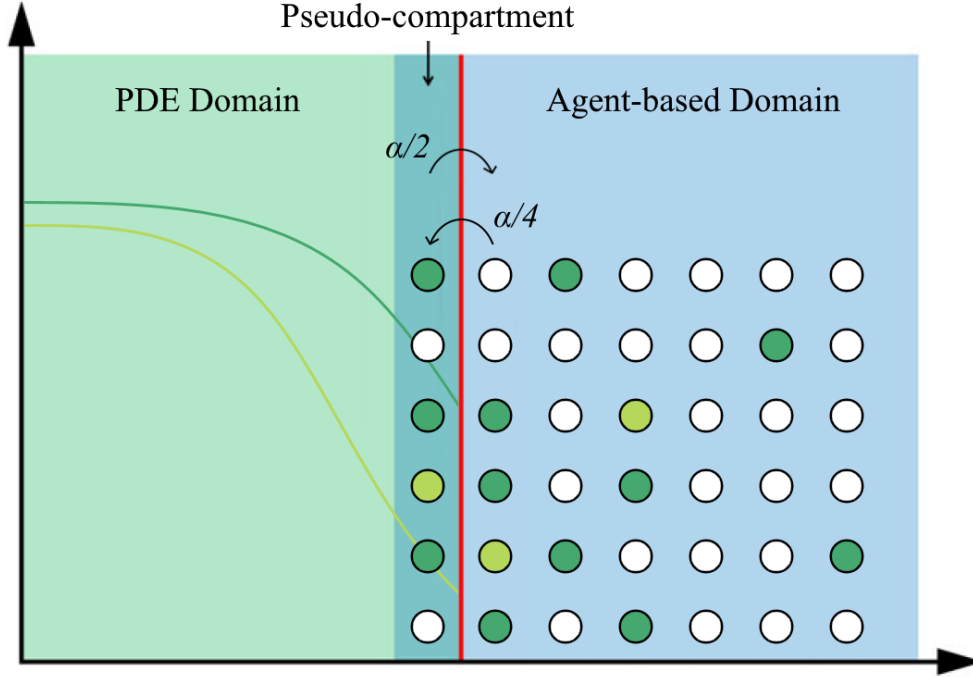 Pseudo-compartment
PDE Domain
Agent-based Domain
α/2
α/4